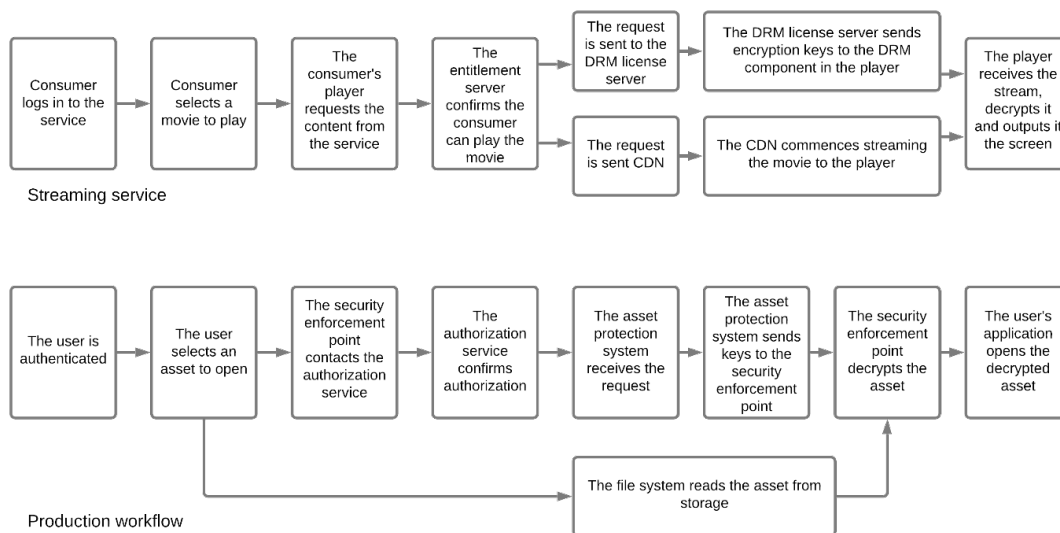 Consumer
logs in to the
service
Consumer
selects a
movie to play
The
consumer's
player
requests the
content from
the service
The
entitlement
server
confirms the
consumer
can play the
movie
The request
is sent to the
DRM license
server
The DRM license server sends
encryption keys to the DRM
component in the player
The request
is sent CDN
The CDN commences streaming
the movie to the player
The player
receives the
stream,
decrypts it
and outputs it
the screen
Streaming service
The user is
authenticated
The user
selects an
asset to open
The security
enforcement
point
contacts the
authorization
service
The
authorization
service
confirms
authorization
The asset
protection
system
receives the
request
The asset
protection
system sends
keys to the
security
enforcement
point
The security
enforcement
point
decrypts the
asset
The user's
application
opens the
decrypted
asset
The file system reads the asset from
storage
Production workflow